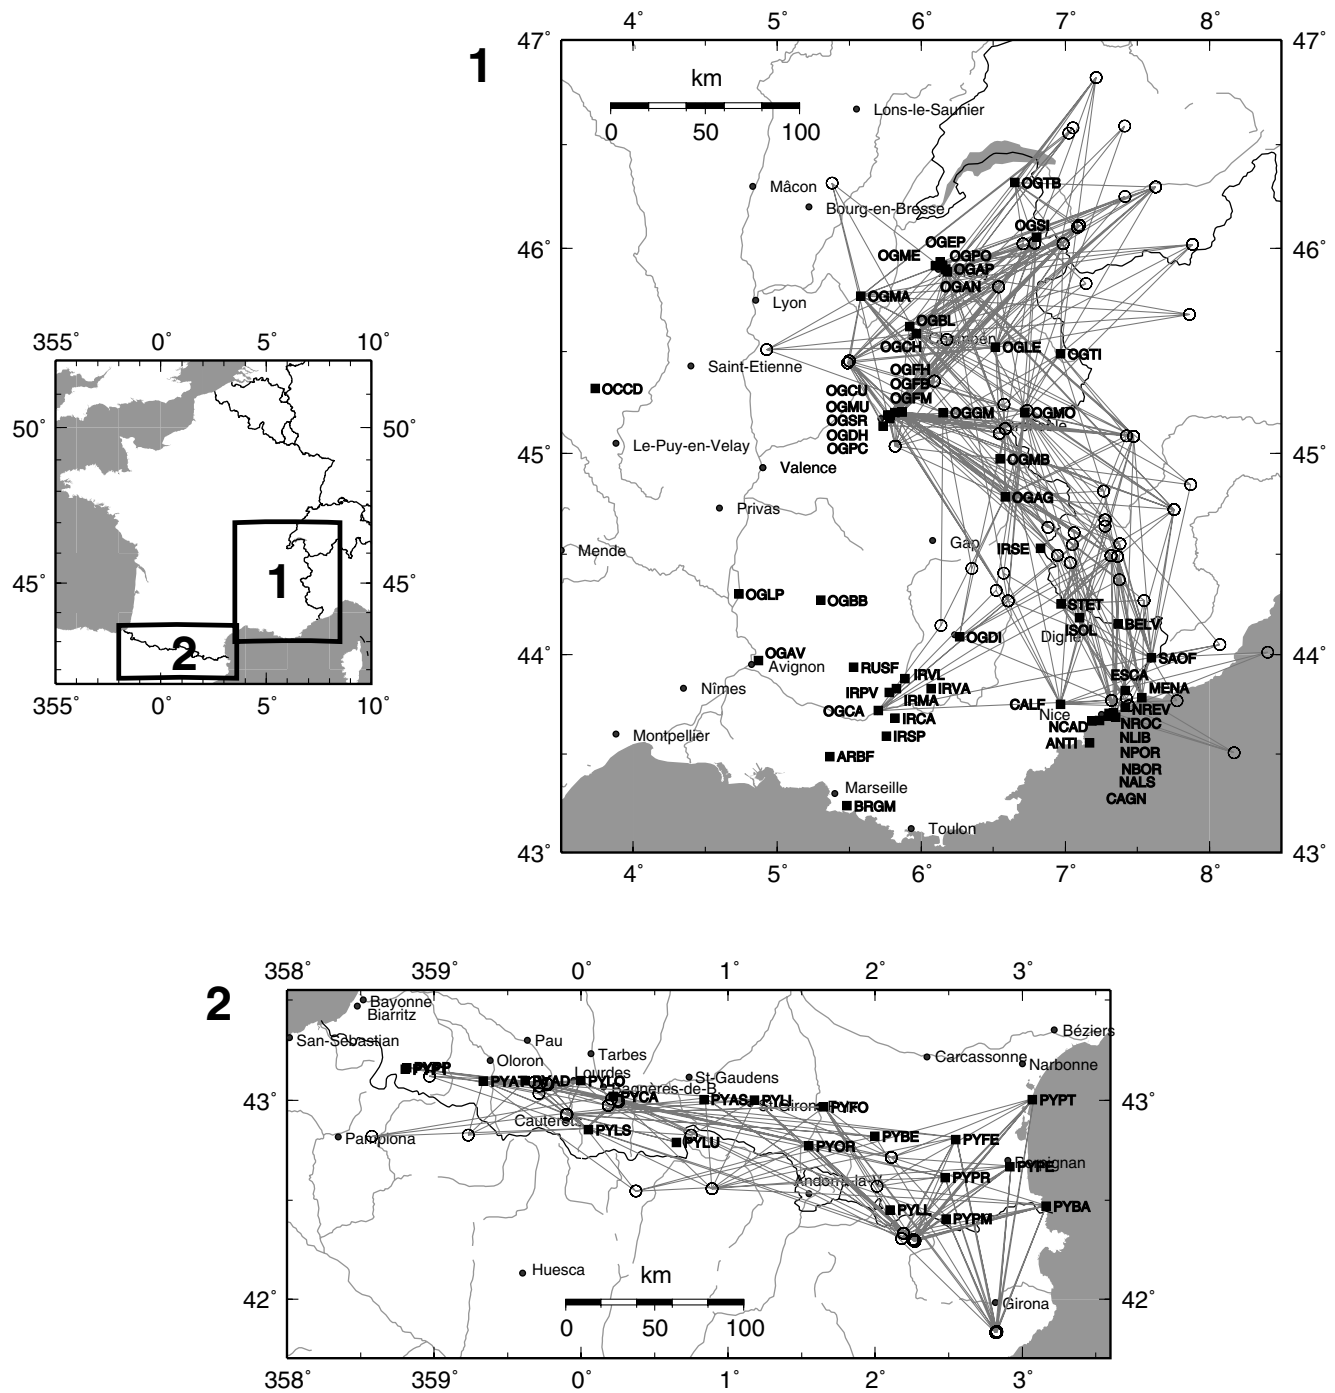 1
4° 5° 6° 7° 8°
47° 47°
km
0 50 100
Lons-le-Saunier
Mâcon
OGTB
Bourg-en-Bresse
OGSI
OGEP
46° 46°
OGME OGPO
OGAP
OGAN
OGMA
Lyon
OGBL
OGCH OGLE
OGTI
Saint-Etienne
OGFH
OGFB
OCCD OGCU
OGFM
OGMU OGGM OGMO
OGSR
OGDH
Le-Puy-en-Velay
OGPC
45° 45°
OGMB
Valence
OGAG
Privas
Gap
IRSE
Mende
OGLP OGBB
STET
BELV
ISOL
OGDI Digne
OGAV
44° 44°
SAOF
Avignon
RUSF IRVL
ESCA
Nîmes
IRPV IRVA MENA
IRMA
OGCA CALF
NREV
Nice
IRCA NROC
NCAD
Montpellier
IRSP NLIB
ANTI
NPOR
ARBF
NBOR
NALS
Marseille
CAGN
BRGM
Toulon
43° 43°
5° 6° 7° 8°
355° 0° 5° 10°
50° 50°
1
45° 45°
2
355° 0° 5° 10°
2
358° 359° 0° 1° 2° 3°
Bayonne
Biarritz
Béziers
San-Sebastian
Pau
Tarbes
Carcassonne
Oloron
Narbonne
PYPP
Lourdes
St-Gaudens
PYAT PYAD PYLO
Bagnères-de-B.
PYCA
43° 43°
PYAS PYLI PYFO PYPT
Cauterets
PYLS PYBE PYFE
Pamplona
PYLU PYOR
Perpignan
PYPE
PYPR
PYLL PYPM PYBA
Huesca
km
0 50 100
42° 42°
Girona
358° 359° 0° 1° 2° 3°